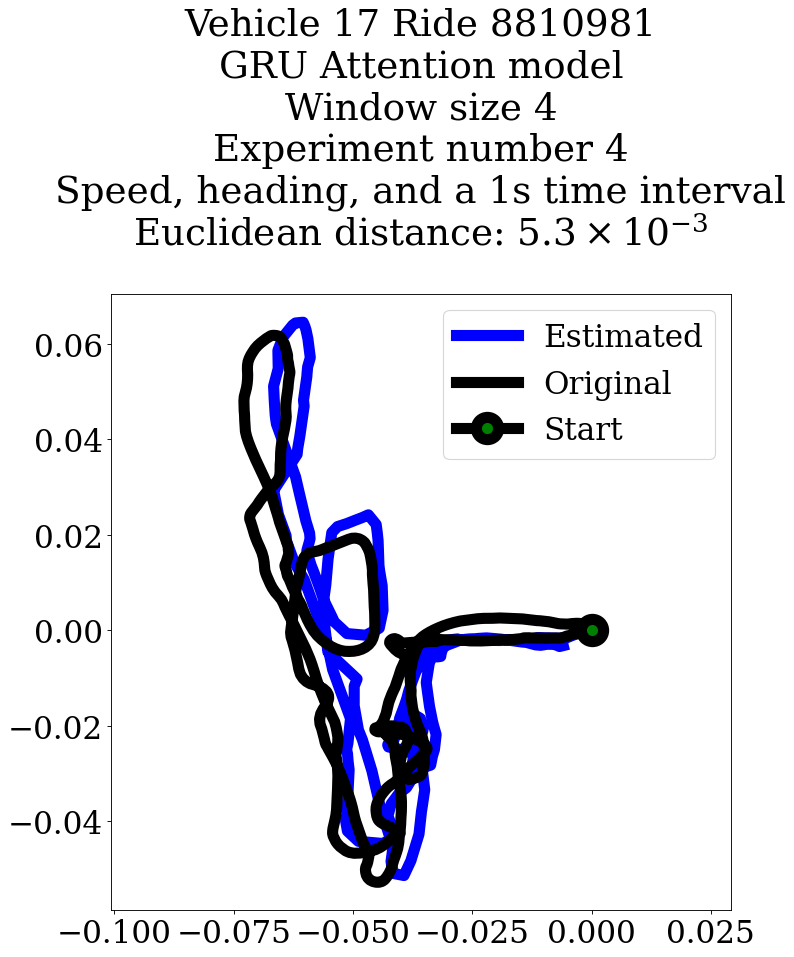 Vehicle 17 Ride 8810981
GRU Attention model
Window size 4
Experiment number 4
Speed, heading, and a 1s time interval
Euclidean distance: 5.3 × 10⁻³
Estimated
Original
Start
0.06
0.04
0.02
0.00
−0.02
−0.04
−0.100 −0.075 −0.050 −0.025 0.000 0.025